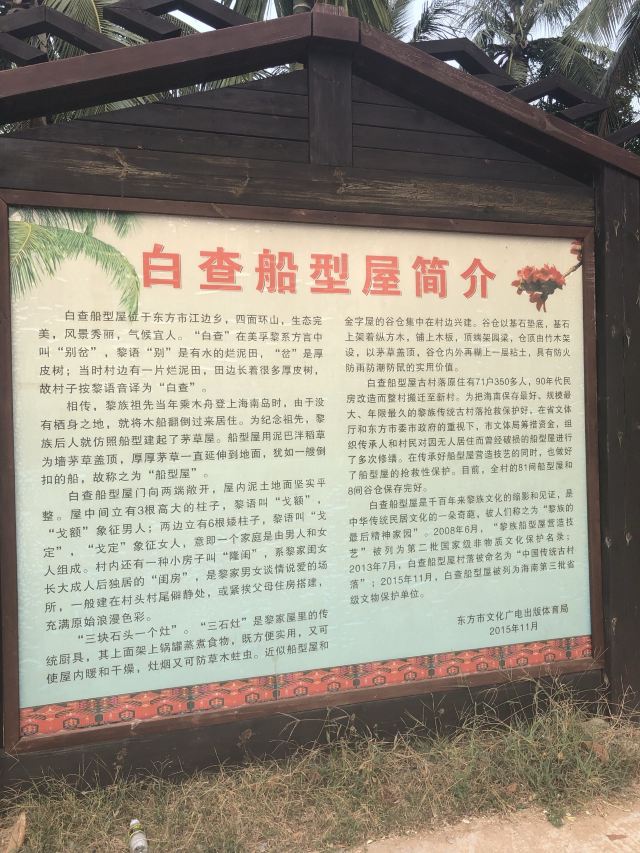 白查船型屋简介
白查船型屋位于东方市江边乡，四面环山，生态完
美，风景秀丽，气候宜人。“白查”在美孚黎系方言中
叫“别岔”，黎语“别”是有水的烂泥田，“岔”是厚
皮树；当时村边有一片烂泥田，田边长着很多厚皮树，
故村子按黎语音译为“白查”。
相传，黎族祖先当年乘木舟登上海南岛时，由于没
有栖身之地，就将木船翻倒过来居住。为纪念祖先，黎
族后人就仿照船型建起了茅草屋。船型屋用泥巴泮稻草
为墙茅草盖顶，厚厚茅草一直延伸到地面，犹如一艘倒
扣的船，故称之为“船型屋”。
白查船型屋门向两端敞开，屋内泥土地面坚实平
整。屋中间立有3根高大的柱子，黎语叫“戈额”，
“戈额”象征男人；两边立有6根矮柱子，黎语叫“戈
定”，“戈定”象征女人，意即一个家庭是由男人和女
人组成。村内还有一种小房子叫“隆闺”，系黎家闺女
长大成人后独居的“闺房”，是黎家男女谈情说爱的场
所，一般建在村头村尾僻静处，或紧挨父母住房搭建，
充满原始浪漫色彩。
“三块石头一个灶”。“三石灶”是黎家屋里的传
统厨具，其上面架上锅罐蒸煮食物，既方便实用，又可
使屋内暖和干燥，灶烟又可防草木蛀虫。近似船型屋和
金字屋的谷仓集中在村边兴建。谷仓以基石垫底，基石
上架着纵方木，铺上木板，顶端架园梁，仓顶由竹木架
设，以茅草盖顶，谷仓内外再糊上一层粘土，具有防火
防雨防潮防鼠的实用价值。
白查船型屋古村落原住有71户350多人，90年代民
房改造而整村搬迁至新村。为把海南保存最好、规模最
大、年限最久的黎族传统古村落抢救保护好，在省文体
厅和东方市委市政府的重视下，市文体局筹措资金，组
织传承人和村民对因无人居住而曾经破损的船型屋进行
了多次修缮。在传承好船型屋营造技艺的同时，也做好
了船型屋的抢救性保护。目前，全村的81间船型屋和
8间谷仓保存完好。
白查船型屋是千百年来黎族文化的缩影和见证，是
中华传统民居文化的一朵奇葩，被人们称之为“黎族的
最后精神家园”。2008年6月，“黎族船型屋营造技
艺”被列为第二批国家级非物质文化保护名录；
2013年7月，白查船型屋村落被命名为“中国传统古村
落”；2015年11月，白查船型屋被列为海南第三批省
级文物保护单位。
东方市文化广电出版体育局
2015年11月